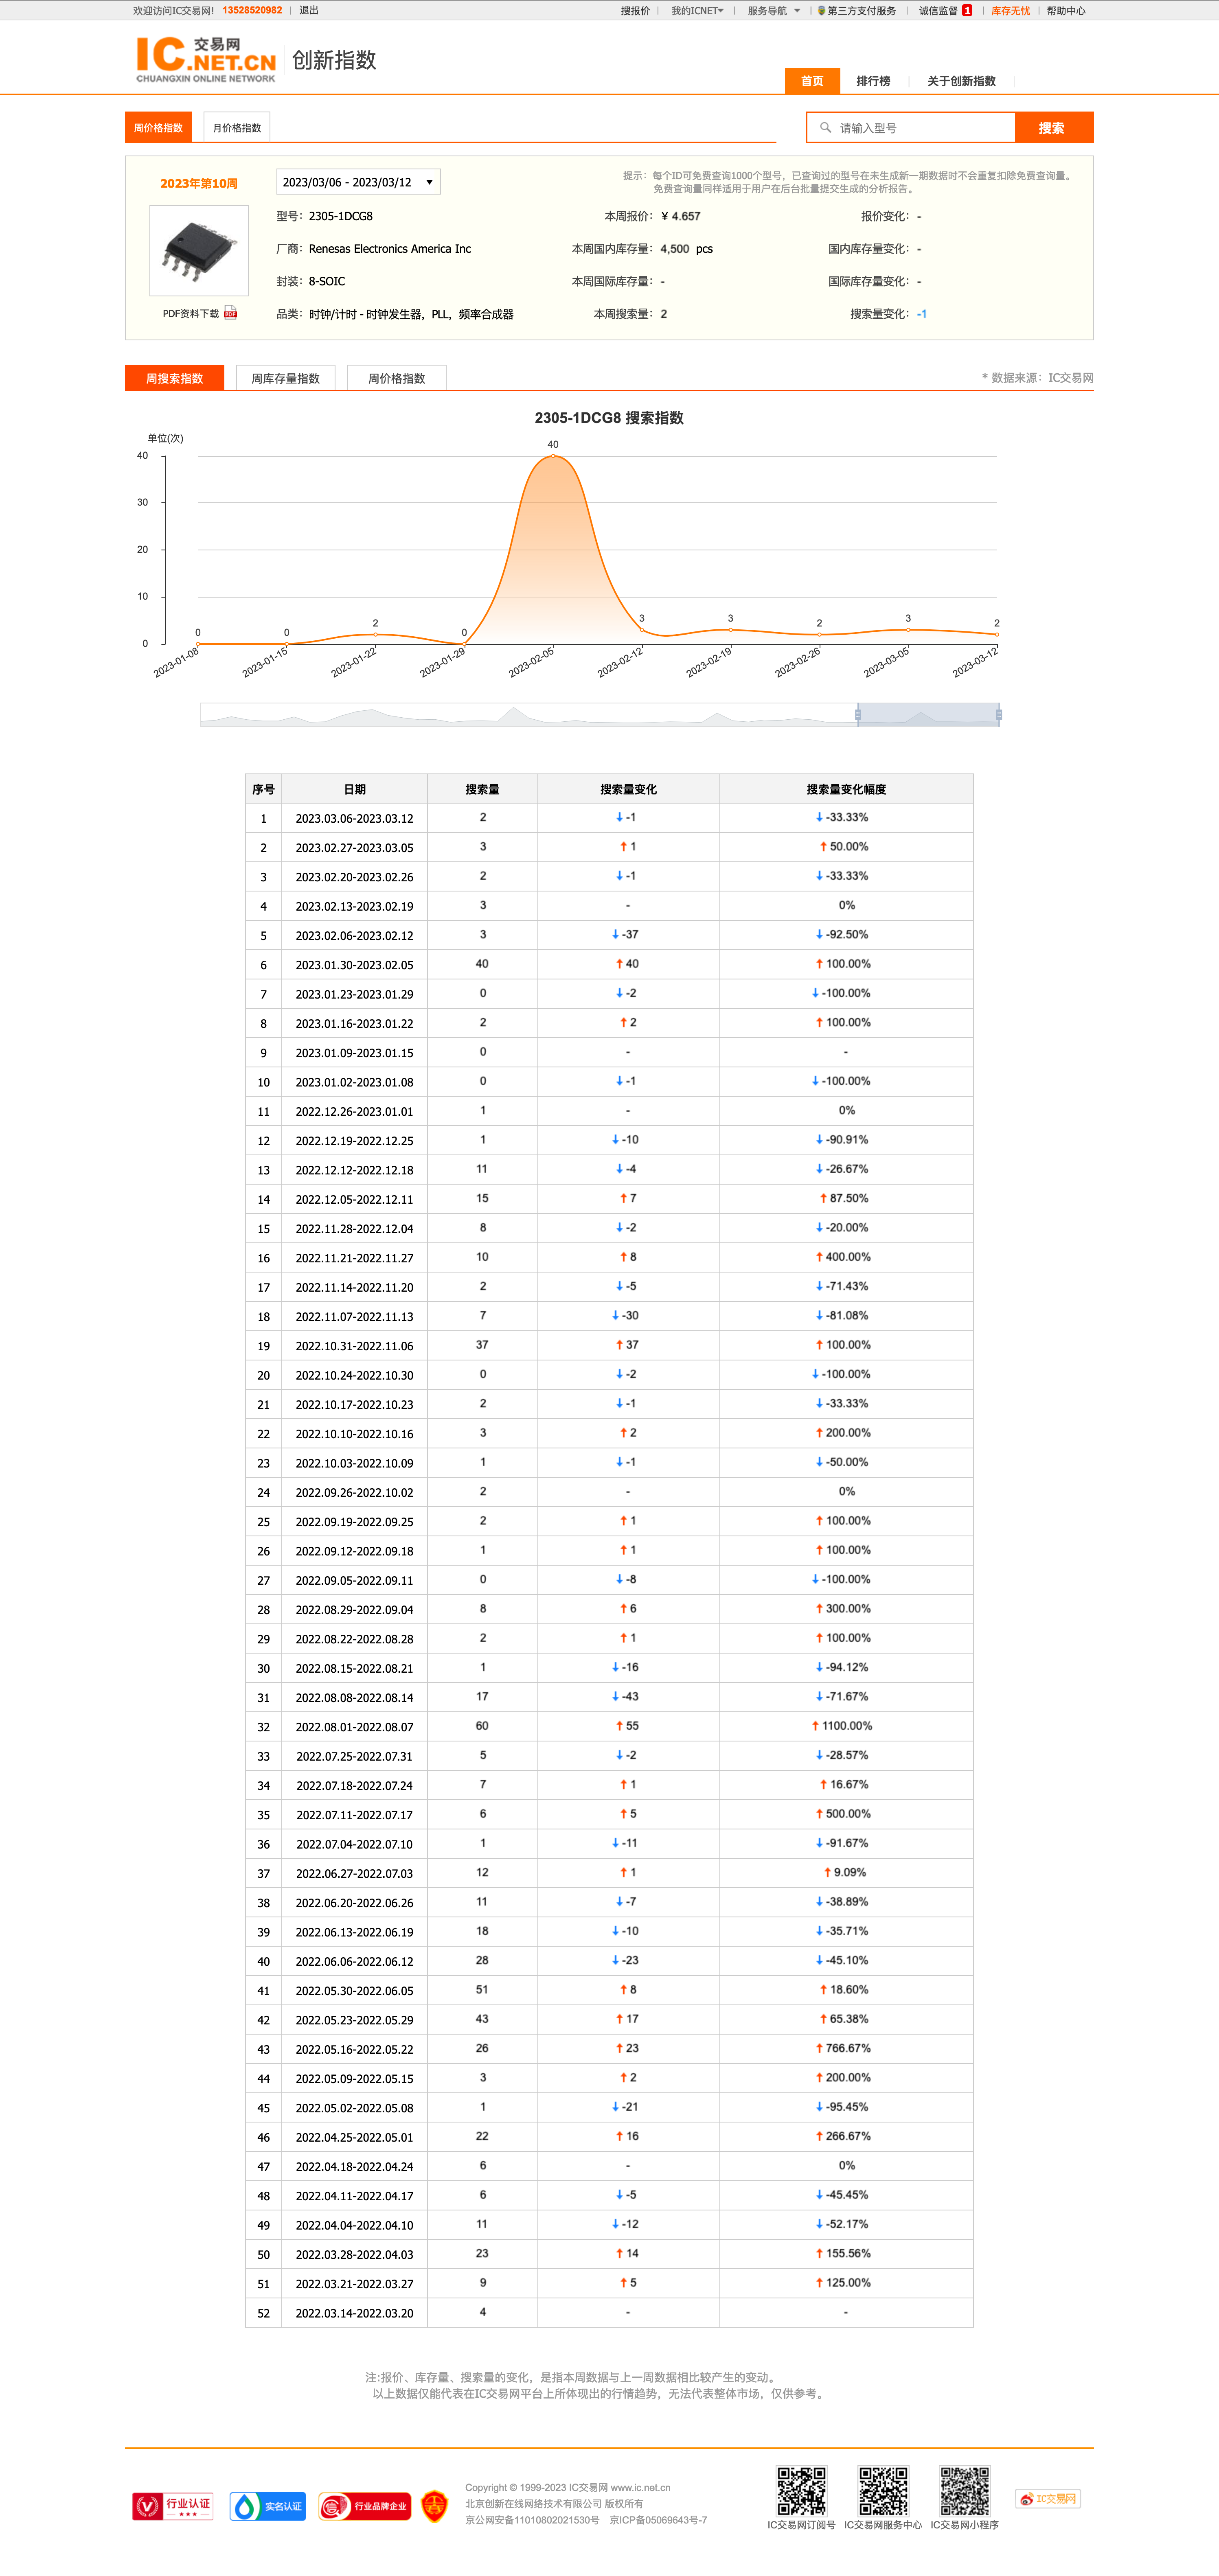 欢迎访问IC交易网! 13528520982 | 退出 搜报价 | 我的ICNET | 服务导航 | 第三方支付服务 | 诚信监督 1 | 库存无忧 | 帮助中心
IC 交易网
.NET.CN
CHUANGXIN ONLINE NETWORK
创新指数
首页 排行榜 关于创新指数
周价格指数 月价格指数 请输入型号 搜索
2023年第10周 2023/03/06 - 2023/03/12
提示：每个ID可免费查询1000个型号，已查询过的型号在未生成新一期数据时不会重复扣除免费查询量。
免费查询量同样适用于用户在后台批量提交生成的分析报告。
型号：2305-1DCG8 本周报价：¥ 4.657 报价变化：-
厂商：Renesas Electronics America Inc 本周国内库存量：4,500 pcs 国内库存量变化：-
封装：8-SOIC 本周国际库存量：- 国际库存量变化：-
PDF资料下载 PDF 品类：时钟/计时 - 时钟发生器，PLL，频率合成器 本周搜索量：2 搜索量变化：-1
周搜索指数 周库存量指数 周价格指数 * 数据来源：IC交易网
2305-1DCG8 搜索指数
单位(次)
40
30
20
10
0
0 0 2 0 40 3 3 2 3 2
2023-01-08 2023-01-15 2023-01-22 2023-01-29 2023-02-05 2023-02-12 2023-02-19 2023-02-26 2023-03-05 2023-03-12
序号 日期 搜索量 搜索量变化 搜索量变化幅度
1 2023.03.06-2023.03.12 2 ↓ -1 ↓ -33.33%
2 2023.02.27-2023.03.05 3 ↑ 1 ↑ 50.00%
3 2023.02.20-2023.02.26 2 ↓ -1 ↓ -33.33%
4 2023.02.13-2023.02.19 3 - 0%
5 2023.02.06-2023.02.12 3 ↓ -37 ↓ -92.50%
6 2023.01.30-2023.02.05 40 ↑ 40 ↑ 100.00%
7 2023.01.23-2023.01.29 0 ↓ -2 ↓ -100.00%
8 2023.01.16-2023.01.22 2 ↑ 2 ↑ 100.00%
9 2023.01.09-2023.01.15 0 - -
10 2023.01.02-2023.01.08 0 ↓ -1 ↓ -100.00%
11 2022.12.26-2023.01.01 1 - 0%
12 2022.12.19-2022.12.25 1 ↓ -10 ↓ -90.91%
13 2022.12.12-2022.12.18 11 ↓ -4 ↓ -26.67%
14 2022.12.05-2022.12.11 15 ↑ 7 ↑ 87.50%
15 2022.11.28-2022.12.04 8 ↓ -2 ↓ -20.00%
16 2022.11.21-2022.11.27 10 ↑ 8 ↑ 400.00%
17 2022.11.14-2022.11.20 2 ↓ -5 ↓ -71.43%
18 2022.11.07-2022.11.13 7 ↓ -30 ↓ -81.08%
19 2022.10.31-2022.11.06 37 ↑ 37 ↑ 100.00%
20 2022.10.24-2022.10.30 0 ↓ -2 ↓ -100.00%
21 2022.10.17-2022.10.23 2 ↓ -1 ↓ -33.33%
22 2022.10.10-2022.10.16 3 ↑ 2 ↑ 200.00%
23 2022.10.03-2022.10.09 1 ↓ -1 ↓ -50.00%
24 2022.09.26-2022.10.02 2 - 0%
25 2022.09.19-2022.09.25 2 ↑ 1 ↑ 100.00%
26 2022.09.12-2022.09.18 1 ↑ 1 ↑ 100.00%
27 2022.09.05-2022.09.11 0 ↓ -8 ↓ -100.00%
28 2022.08.29-2022.09.04 8 ↑ 6 ↑ 300.00%
29 2022.08.22-2022.08.28 2 ↑ 1 ↑ 100.00%
30 2022.08.15-2022.08.21 1 ↓ -16 ↓ -94.12%
31 2022.08.08-2022.08.14 17 ↓ -43 ↓ -71.67%
32 2022.08.01-2022.08.07 60 ↑ 55 ↑ 1100.00%
33 2022.07.25-2022.07.31 5 ↓ -2 ↓ -28.57%
34 2022.07.18-2022.07.24 7 ↑ 1 ↑ 16.67%
35 2022.07.11-2022.07.17 6 ↑ 5 ↑ 500.00%
36 2022.07.04-2022.07.10 1 ↓ -11 ↓ -91.67%
37 2022.06.27-2022.07.03 12 ↑ 1 ↑ 9.09%
38 2022.06.20-2022.06.26 11 ↓ -7 ↓ -38.89%
39 2022.06.13-2022.06.19 18 ↓ -10 ↓ -35.71%
40 2022.06.06-2022.06.12 28 ↓ -23 ↓ -45.10%
41 2022.05.30-2022.06.05 51 ↑ 8 ↑ 18.60%
42 2022.05.23-2022.05.29 43 ↑ 17 ↑ 65.38%
43 2022.05.16-2022.05.22 26 ↑ 23 ↑ 766.67%
44 2022.05.09-2022.05.15 3 ↑ 2 ↑ 200.00%
45 2022.05.02-2022.05.08 1 ↓ -21 ↓ -95.45%
46 2022.04.25-2022.05.01 22 ↑ 16 ↑ 266.67%
47 2022.04.18-2022.04.24 6 - 0%
48 2022.04.11-2022.04.17 6 ↓ -5 ↓ -45.45%
49 2022.04.04-2022.04.10 11 ↓ -12 ↓ -52.17%
50 2022.03.28-2022.04.03 23 ↑ 14 ↑ 155.56%
51 2022.03.21-2022.03.27 9 ↑ 5 ↑ 125.00%
52 2022.03.14-2022.03.20 4 - -
注:报价、库存量、搜索量的变化，是指本周数据与上一周数据相比较产生的变动。
以上数据仅能代表在IC交易网平台上所体现出的行情趋势，无法代表整体市场，仅供参考。
行业认证 实名认证 行业品牌企业
Copyright © 1999-2023 IC交易网 www.ic.net.cn
北京创新在线网络技术有限公司 版权所有
京公网安备11010802021530号 京ICP备05069643号-7
IC交易网订阅号 IC交易网服务中心 IC交易网小程序
IC交易网